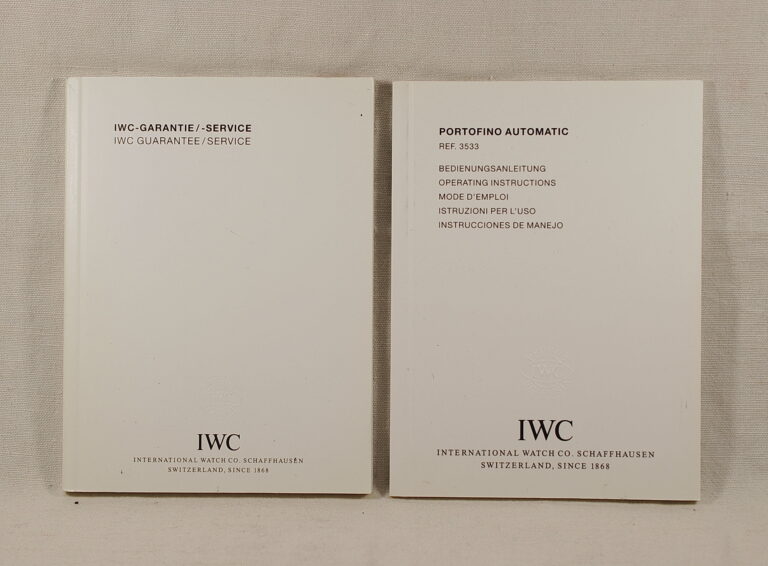 IWC-GARANTIE/-SERVICE
IWC GUARANTEE/SERVICE
IWC
INTERNATIONAL WATCH CO. SCHAFFHAUSEN
SWITZERLAND, SINCE 1868
PORTOFINO AUTOMATIC
REF. 3533
BEDIENUNGSANLEITUNG
OPERATING INSTRUCTIONS
MODE D'EMPLOI
ISTRUZIONI PER L'USO
INSTRUCCIONES DE MANEJO
IWC
IWC
INTERNATIONAL WATCH CO. SCHAFFHAUSEN
SWITZERLAND, SINCE 1868